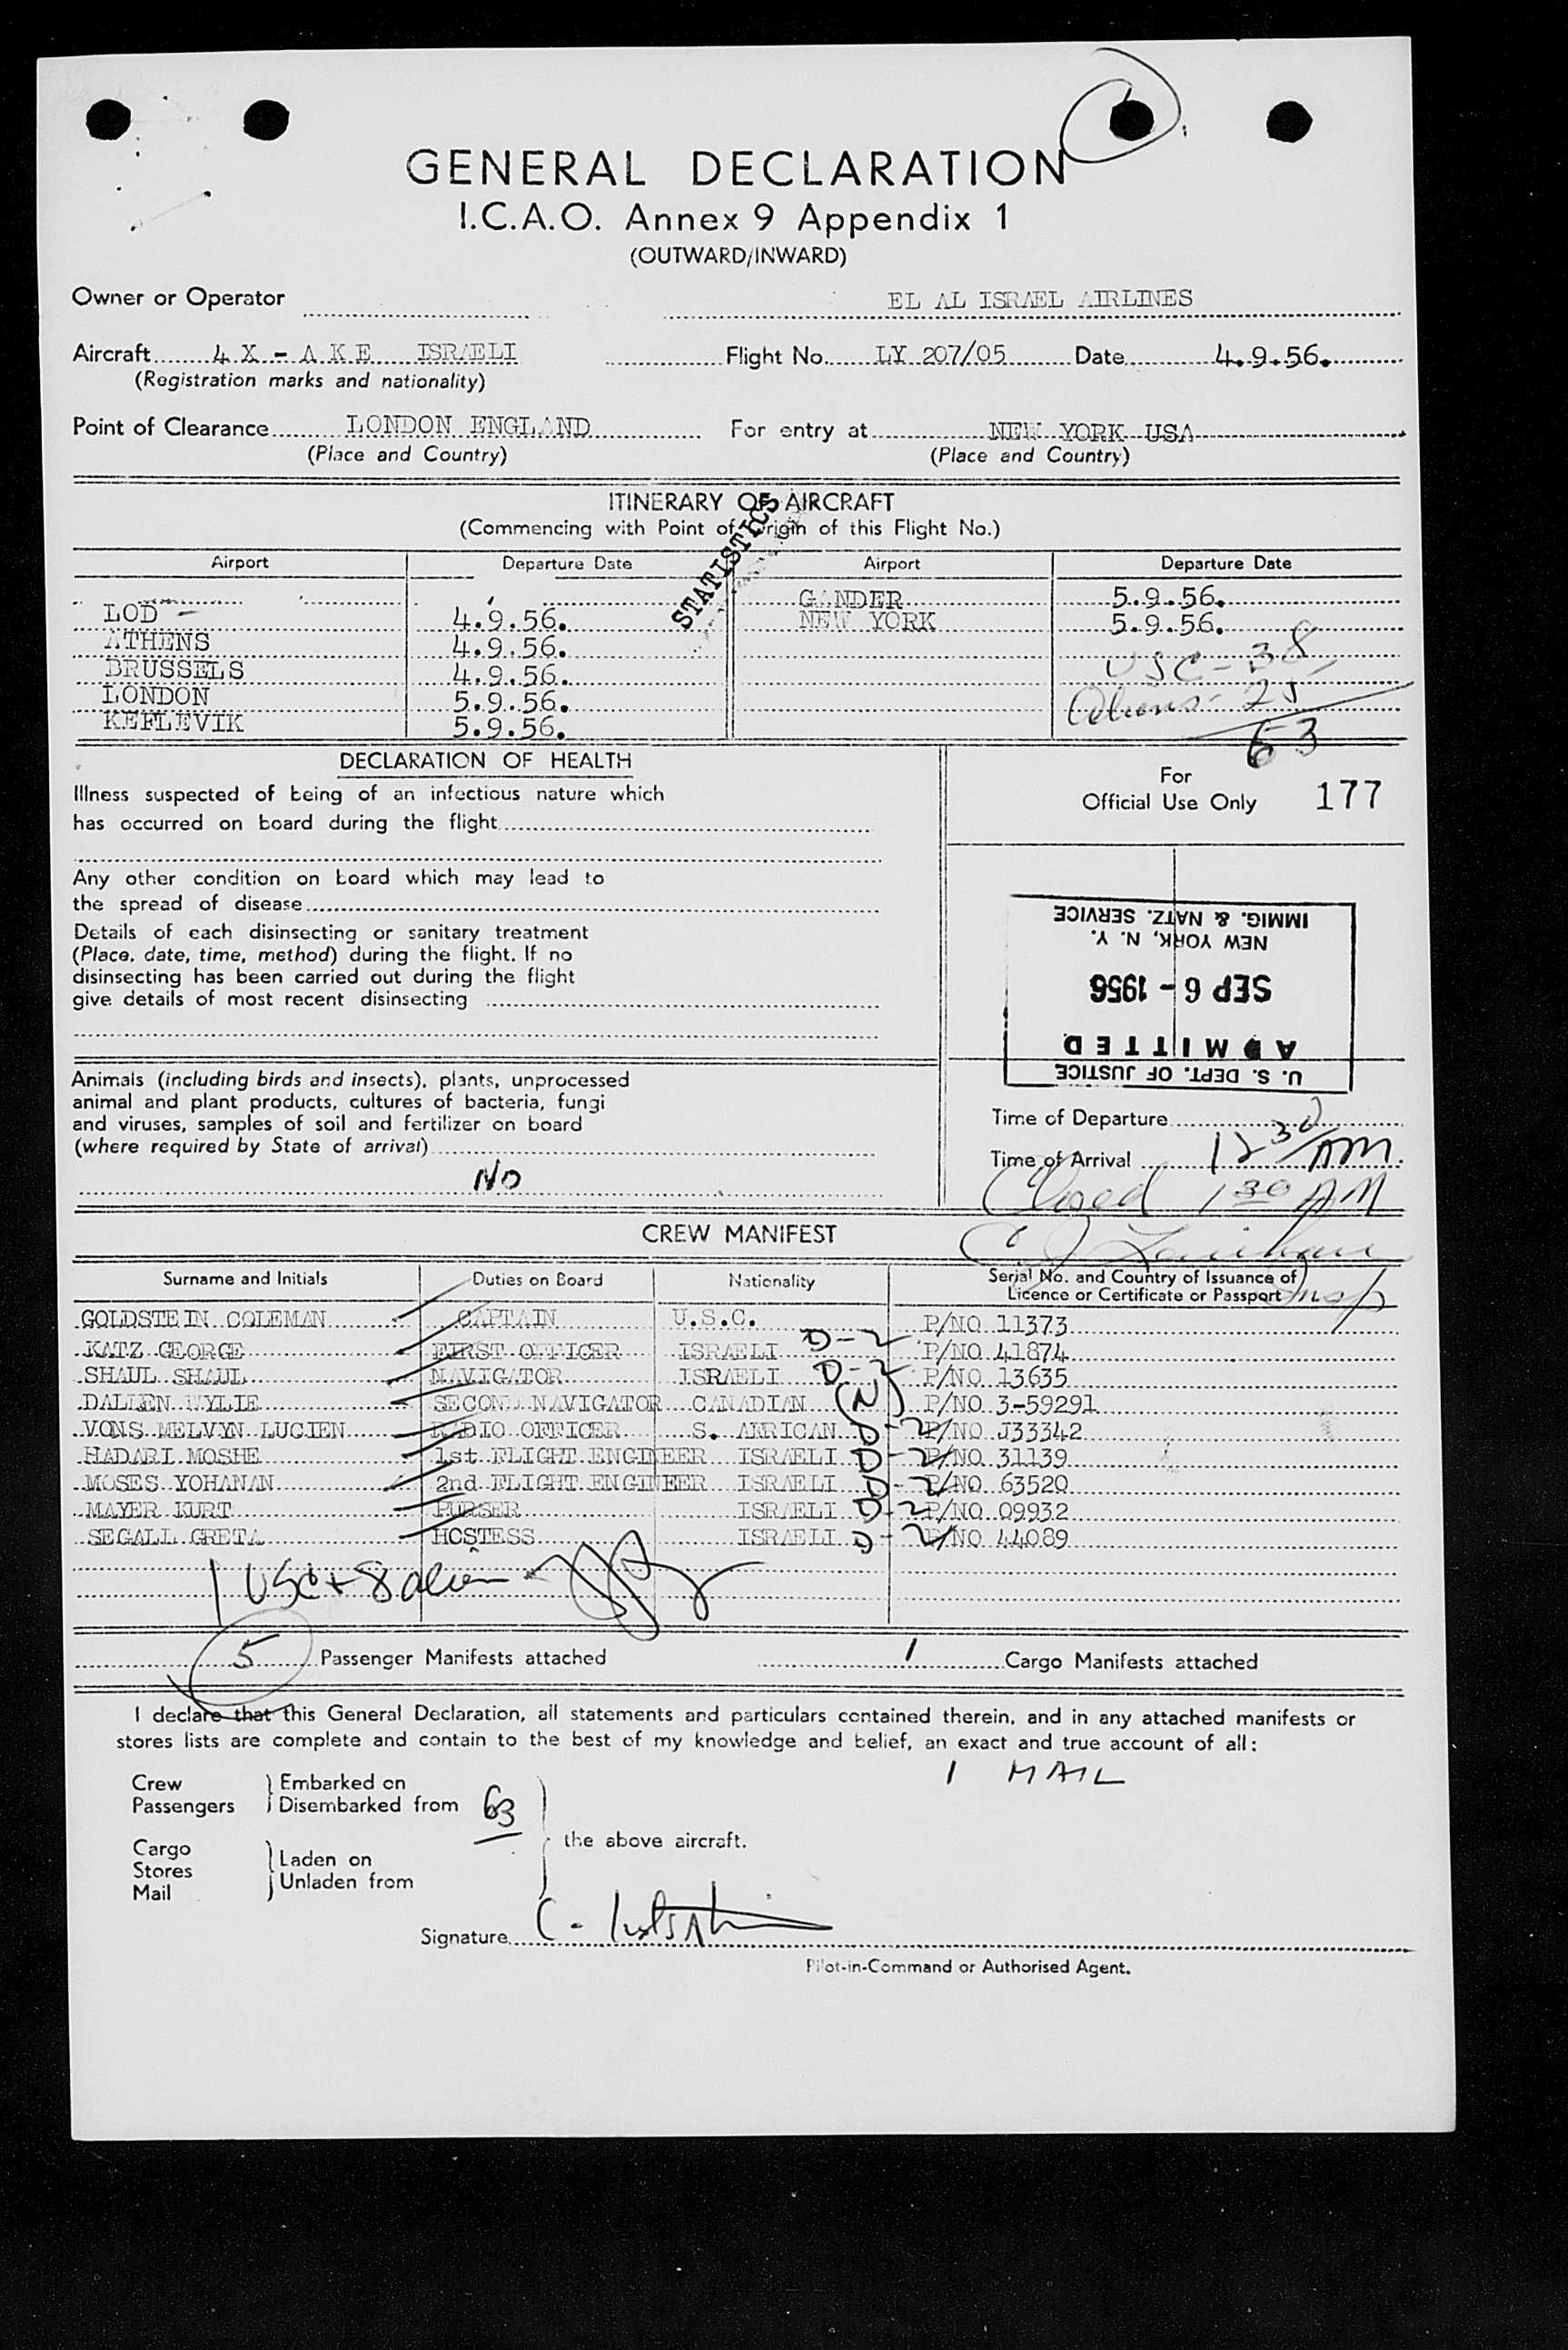 GENERAL DECLARATION
I.C.A.O. Annex 9 Appendix 1
(OUTWARD/INWARD)
Owner or Operator EL AL ISRAEL AIRLINES
Aircraft 4 X - A K E ISRAELI Flight No. LY 207/05 Date 4.9.56.
(Registration marks and nationality)
Point of Clearance LONDON ENGLAND For entry at NEW YORK USA
(Place and Country) (Place and Country)
ITINERARY OF AIRCRAFT
(Commencing with Point of Origin of this Flight No.)
STATISTICS
Airport Departure Date Airport Departure Date
GANDER 5.9.56.
LOD - 4.9.56. NEW YORK 5.9.56.
ATHENS 4.9.56.
BRUSSELS 4.9.56. USC - 38
LONDON 5.9.56. Aliens - 25
KEFLEVIK 5.9.56. 63
DECLARATION OF HEALTH
Illness suspected of being of an infectious nature which
has occurred on board during the flight
Any other condition on board which may lead to
the spread of disease
Details of each disinsecting or sanitary treatment
(Place, date, time, method) during the flight. If no
disinsecting has been carried out during the flight
give details of most recent disinsecting
Animals (including birds and insects), plants, unprocessed
animal and plant products, cultures of bacteria, fungi
and viruses, samples of soil and fertilizer on board
(where required by State of arrival)
NO
For
Official Use Only 177
U. S. DEPT. OF JUSTICE
ADMITTED
SEP 6 - 1956
NEW YORK, N. Y.
IMMIG. & NATZ. SERVICE
Time of Departure
Time of Arrival 12 30 AM
Closed 1 30 AM
Insp
CREW MANIFEST
Surname and Initials Duties on Board Nationality Serial No. and Country of Issuance of
Licence or Certificate or Passport
GOLDSTEIN COLEMAN CAPTAIN U.S.C. P/NO 11373
KATZ GEORGE FIRST OFFICER ISRAELI D-2 P/NO 41874
SHAUL SHAUL NAVIGATOR ISRAELI D-2 P/NO 13635
DALLEN WYLIE SECOND NAVIGATOR CANADIAN (N) P/NO 3-59291
VONS MELVYN LUCIEN RADIO OFFICER S. AFRICAN D-2 P/NO J33342
HADARI MOSHE 1st FLIGHT ENGINEER ISRAELI D-2 P/NO 31139
MOSES YOHANAN 2nd FLIGHT ENGINEER ISRAELI D-2 P/NO 63520
MAYER KURT PURSER ISRAELI D-2 P/NO 09932
SEGALL GRETA HOSTESS ISRAELI D-2 P/NO 44089
1 USC + 8 alien
5 Passenger Manifests attached 1 Cargo Manifests attached
I declare that this General Declaration, all statements and particulars contained therein, and in any attached manifests or
stores lists are complete and contain to the best of my knowledge and belief, an exact and true account of all:
1 MAIL
Crew Embarked on
Passengers Disembarked from 63
the above aircraft.
Cargo
Stores Laden on
Mail Unladen from
Signature
Pilot-in-Command or Authorised Agent.